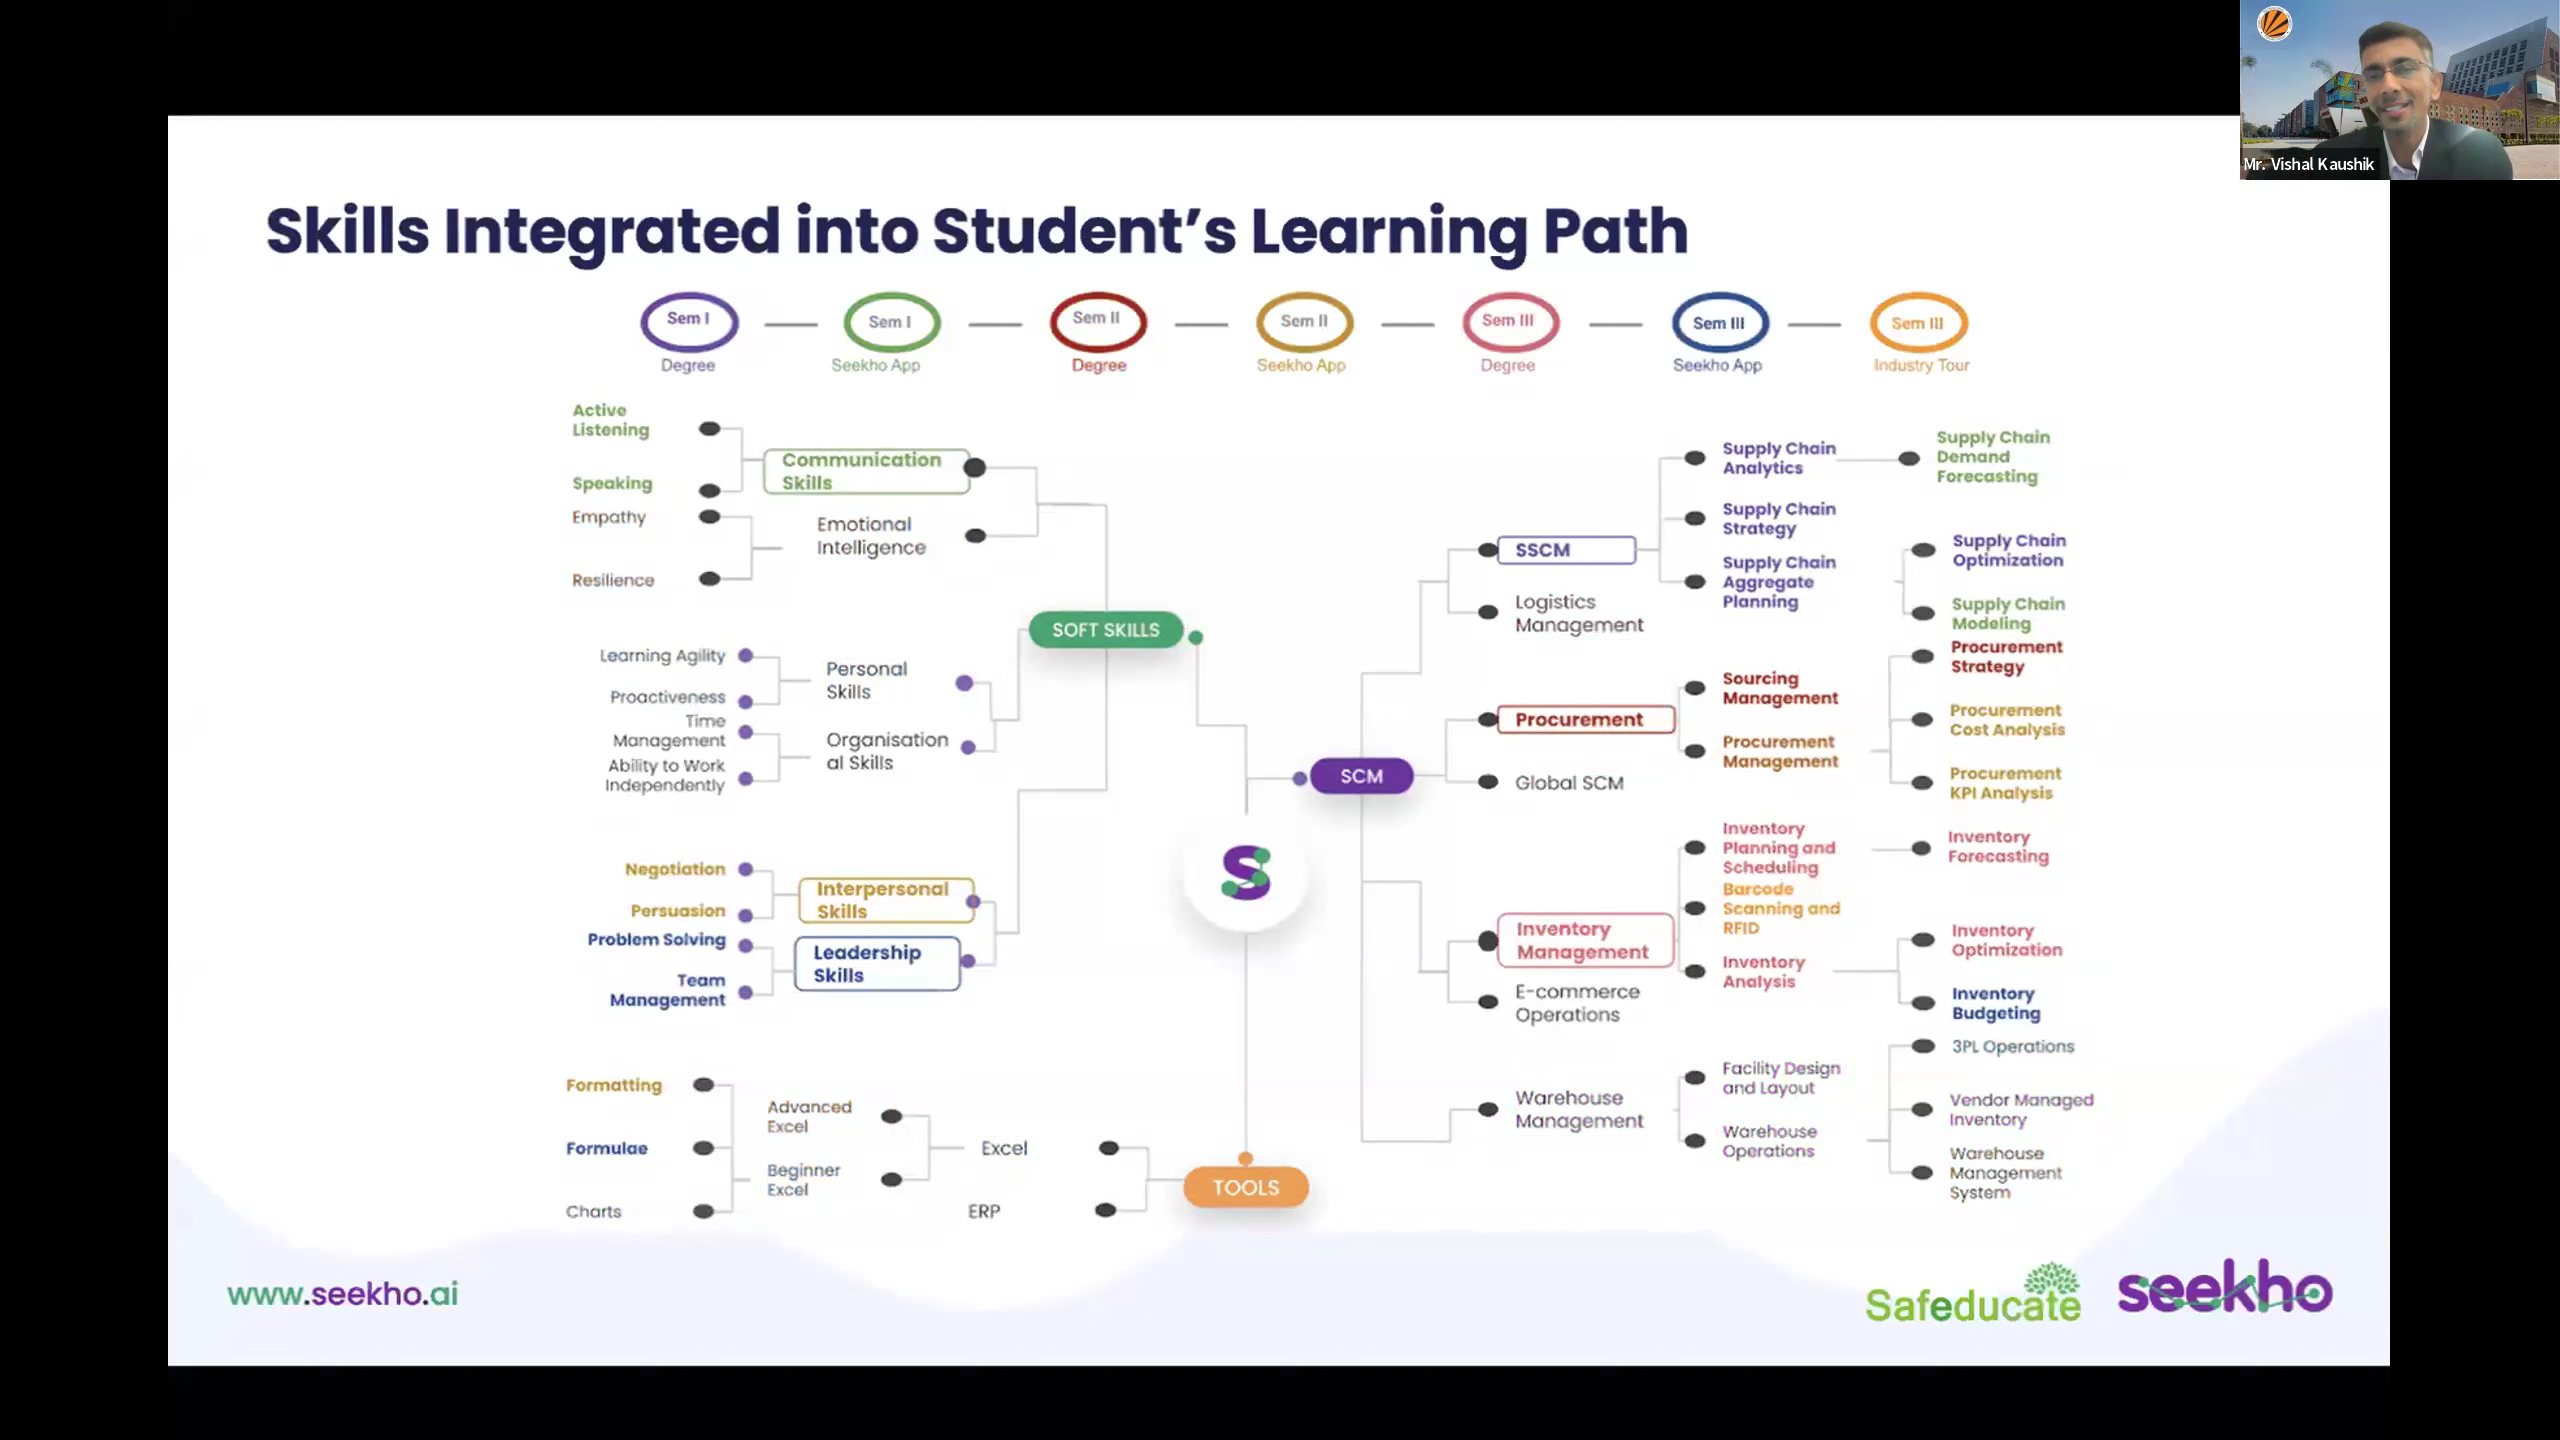 Mr. Vishal Kaushik
Skills Integrated into Student's Learning Path
Sem I
Sem I
Sem II
Sem II
Sem III
Sem III
Sem III
Degree
Seekho App
Degree
Seekho App
Degree
Seekho App
Industry Tour
Active
Listening
Speaking
Communication
Skills
Empathy
Resilience
Emotional
Intelligence
SOFT SKILLS
Learning Agility
Proactiveness
Personal
Skills
Time
Management
Ability to Work
Independently
Organisation
al Skills
Negotiation
Persuasion
Interpersonal
Skills
Problem Solving
Team
Management
Leadership
Skills
Formatting
Formulae
Charts
Advanced
Excel
Beginner
Excel
Excel
ERP
TOOLS
S
SCM
SSCM
Logistics
Management
Supply Chain
Analytics
Supply Chain
Strategy
Supply Chain
Aggregate
Planning
Supply Chain
Demand
Forecasting
Supply Chain
Optimization
Supply Chain
Modeling
Procurement
Global SCM
Sourcing
Management
Procurement
Management
Procurement
Strategy
Procurement
Cost Analysis
Procurement
KPI Analysis
Inventory
Management
E-commerce
Operations
Inventory
Planning and
Scheduling
Barcode
Scanning and
RFID
Inventory
Analysis
Inventory
Forecasting
Inventory
Optimization
Inventory
Budgeting
Warehouse
Management
Facility Design
and Layout
Warehouse
Operations
3PL Operations
Vendor Managed
Inventory
Warehouse
Management
System
www.seekho.ai
Safeducate
seekho